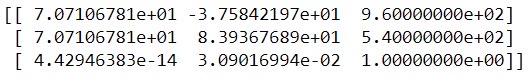 [[ 7.07106781e+01 -3.75842197e+01 9.60000000e+02]
[ 7.07106781e+01 8.39367689e+01 5.40000000e+02]
[ 4.42946383e-14 3.09016994e-02 1.00000000e+00]]